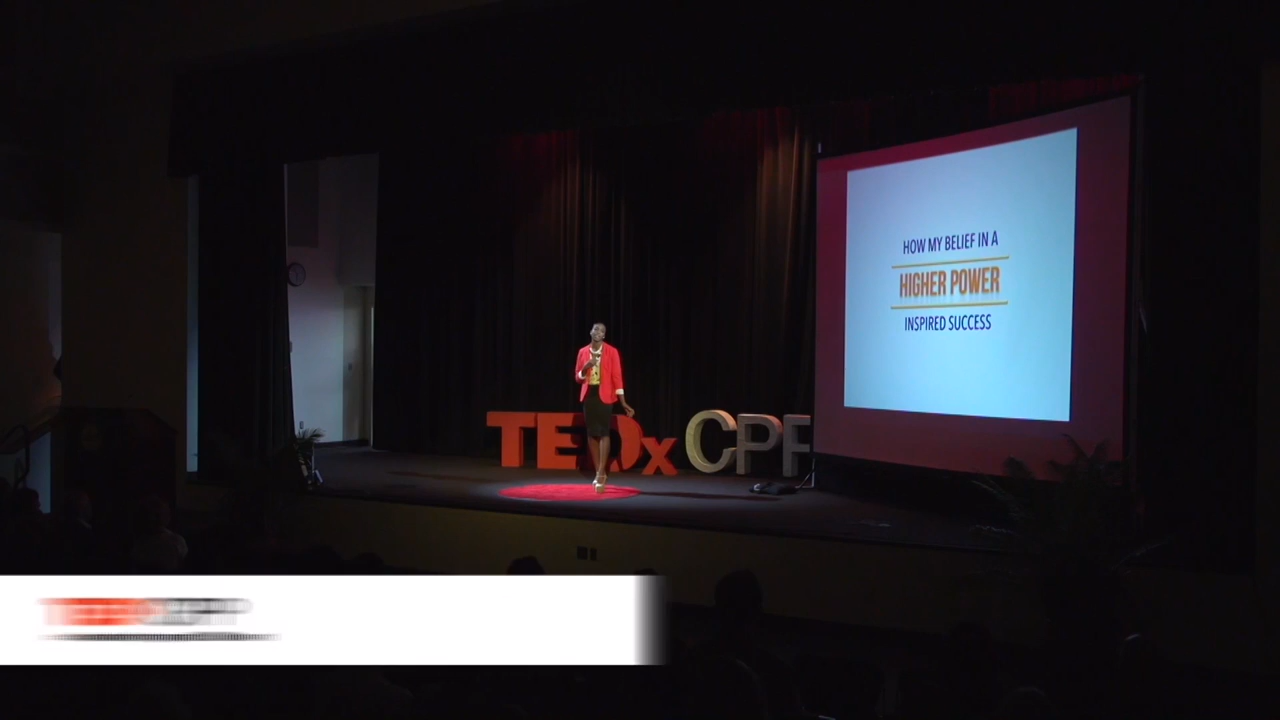 HOW MY BELIEF IN A
HIGHER POWER
INSPIRED SUCCESS
TEDx CPP